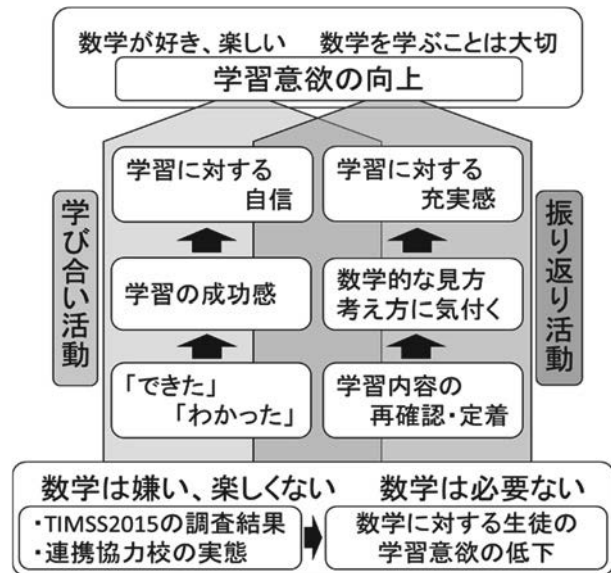 数学が好き、楽しい 数学を学ぶことは大切
学習意欲の向上
学び合い活動
学習に対する
自信
学習の成功感
「できた」
「わかった」
学習に対する
充実感
数学的な見方
考え方に気付く
学習内容の
再確認・定着
振り返り活動
数学は嫌い、楽しくない 数学は必要ない
・TIMSS2015の調査結果
・連携協力校の実態
数学に対する生徒の
学習意欲の低下